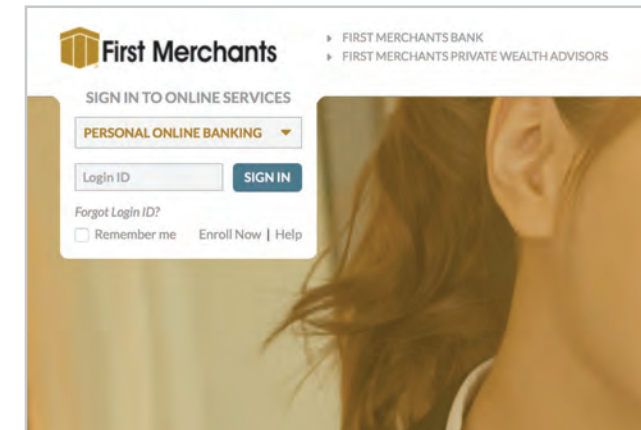 First Merchants
FIRST MERCHANTS BANK
FIRST MERCHANTS PRIVATE WEALTH ADVISORS
SIGN IN TO ONLINE SERVICES
PERSONAL ONLINE BANKING
Login ID
SIGN IN
Forgot Login ID?
Remember me
Enroll Now | Help